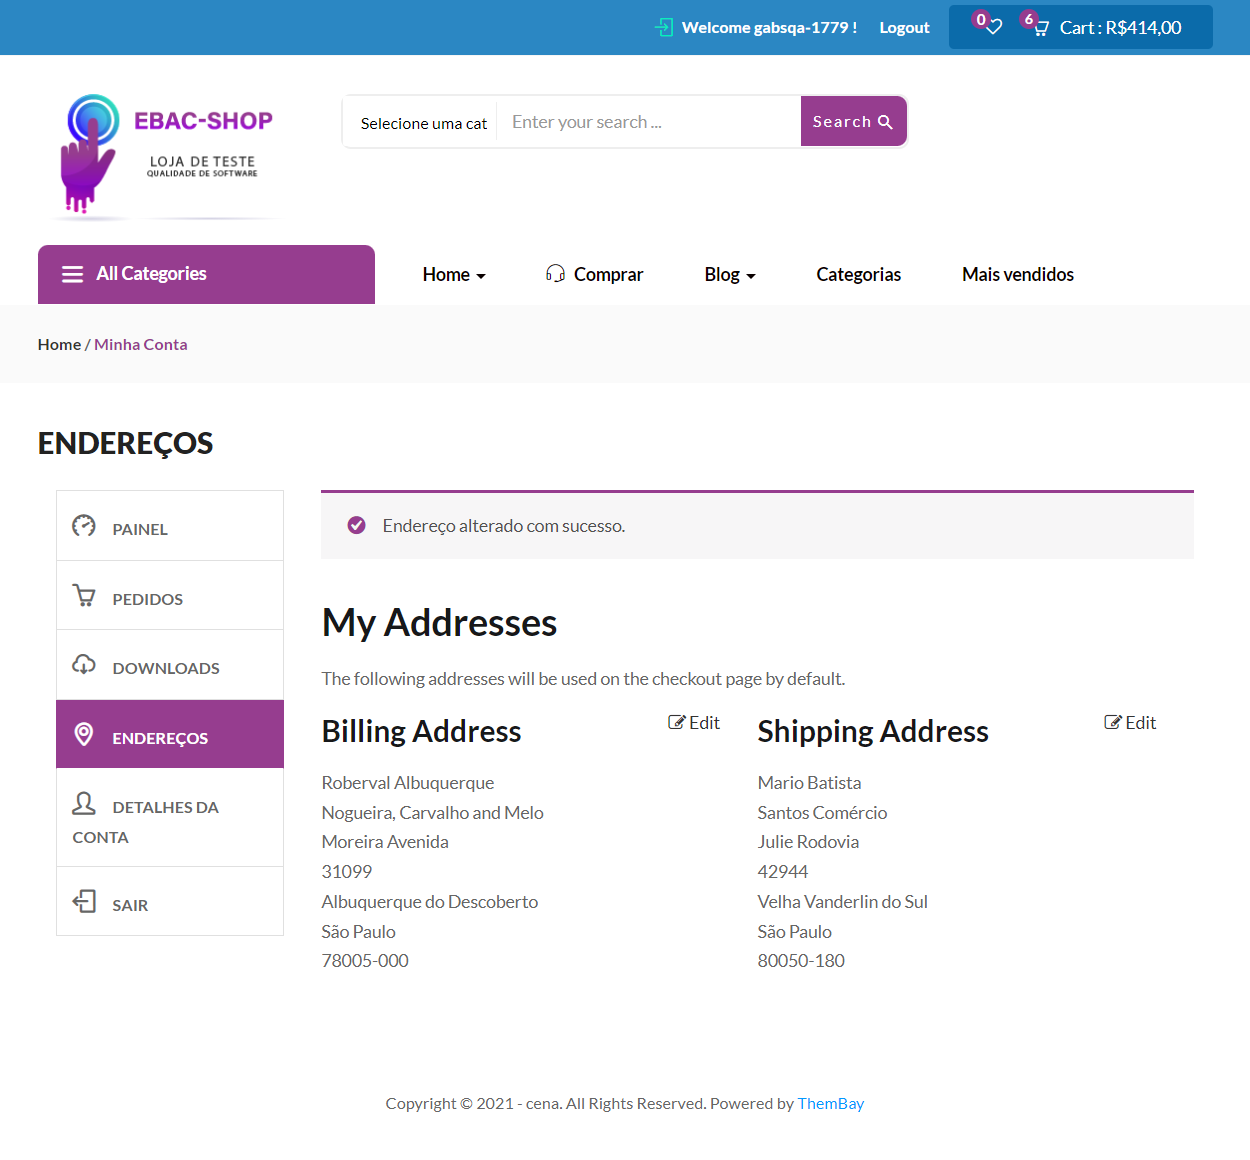 Welcome gabsqa-1779 !
Logout
0
6
Cart : R$414,00
EBAC-SHOP
LOJA DE TESTE
QUALIDADE DE SOFTWARE
Selecione uma cat
Enter your search ...
Search
All Categories
Home
Comprar
Blog
Categorias
Mais vendidos
Home / Minha Conta
ENDEREÇOS
PAINEL
PEDIDOS
DOWNLOADS
ENDEREÇOS
DETALHES DA
CONTA
SAIR
Endereço alterado com sucesso.
My Addresses
The following addresses will be used on the checkout page by default.
Billing Address
Edit
Roberval Albuquerque
Nogueira, Carvalho and Melo
Moreira Avenida
31099
Albuquerque do Descoberto
São Paulo
78005-000
Shipping Address
Edit
Mario Batista
Santos Comércio
Julie Rodovia
42944
Velha Vanderlin do Sul
São Paulo
80050-180
Copyright © 2021 - cena. All Rights Reserved. Powered by ThemBay